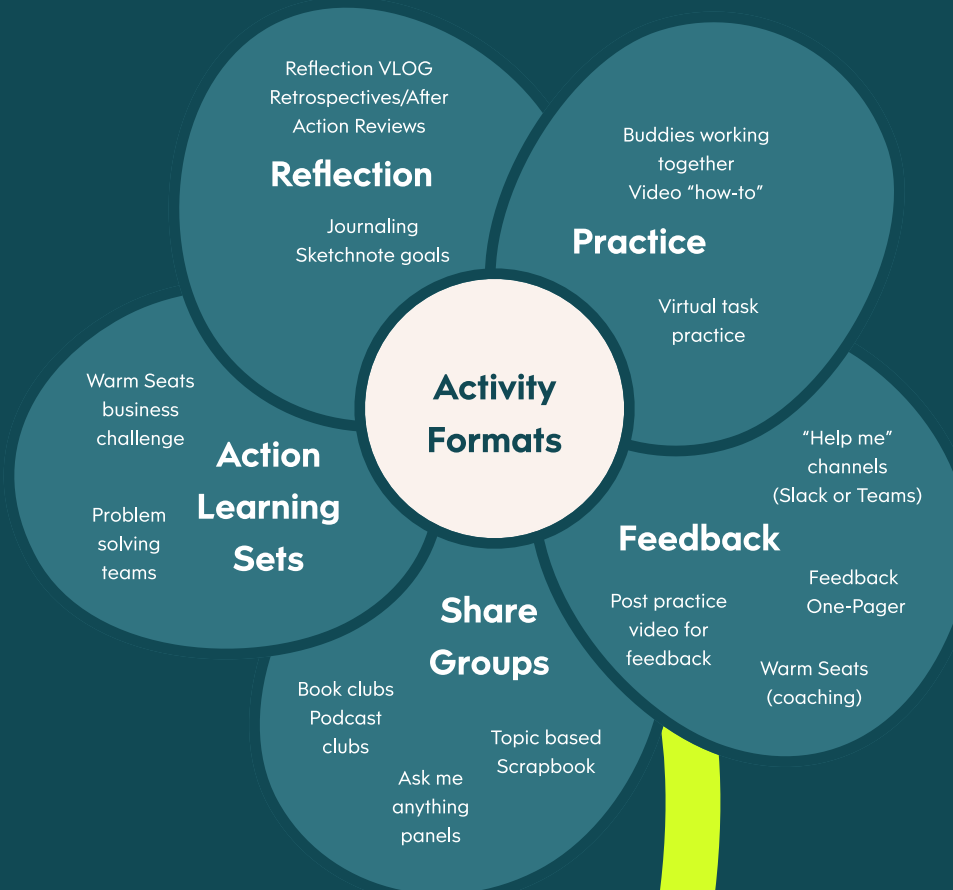 Reflection VLOG
Retrospectives/After
Action Reviews
Reflection
Journaling
Sketchnote goals
Buddies working
together
Video “how-to”
Practice
Virtual task
practice
Activity
Formats
Warm Seats
business
challenge
Action
Learning
Sets
Problem
solving
teams
“Help me”
channels
(Slack or Teams)
Feedback
Feedback
One-Pager
Post practice
video for
feedback
Warm Seats
(coaching)
Share
Groups
Book clubs
Podcast
clubs
Topic based
Scrapbook
Ask me
anything
panels